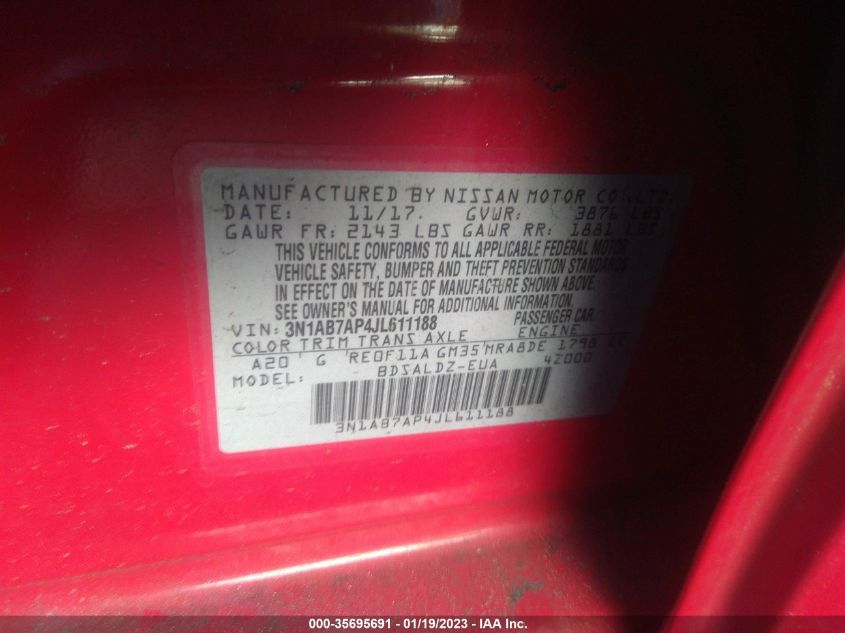 MANUFACTURED BY NISSAN MOTOR CO., LTD.
DATE: 11/17. GVWR: 3876 LBS
GAWR FR: 2143 LBS GAWR RR: 1881 LBS
THIS VEHICLE CONFORMS TO ALL APPLICABLE FEDERAL MOTOR
VEHICLE SAFETY, BUMPER AND THEFT PREVENTION STANDARDS
IN EFFECT ON THE DATE OF MANUFACTURE SHOWN ABOVE.
SEE OWNER'S MANUAL FOR ADDITIONAL INFORMATION.
VIN: 3N1AB7AP4JL611188 PASSENGER CAR.
COLOR TRIM TRANS AXLE ENGINE
A20 G RE0F11A GM35 MRA8DE 1798 CC
MODEL: BDSALDZ-EUA 4Z000
3N1AB7AP4JL611188
000-35695691 - 01/19/2023 - IAA Inc.